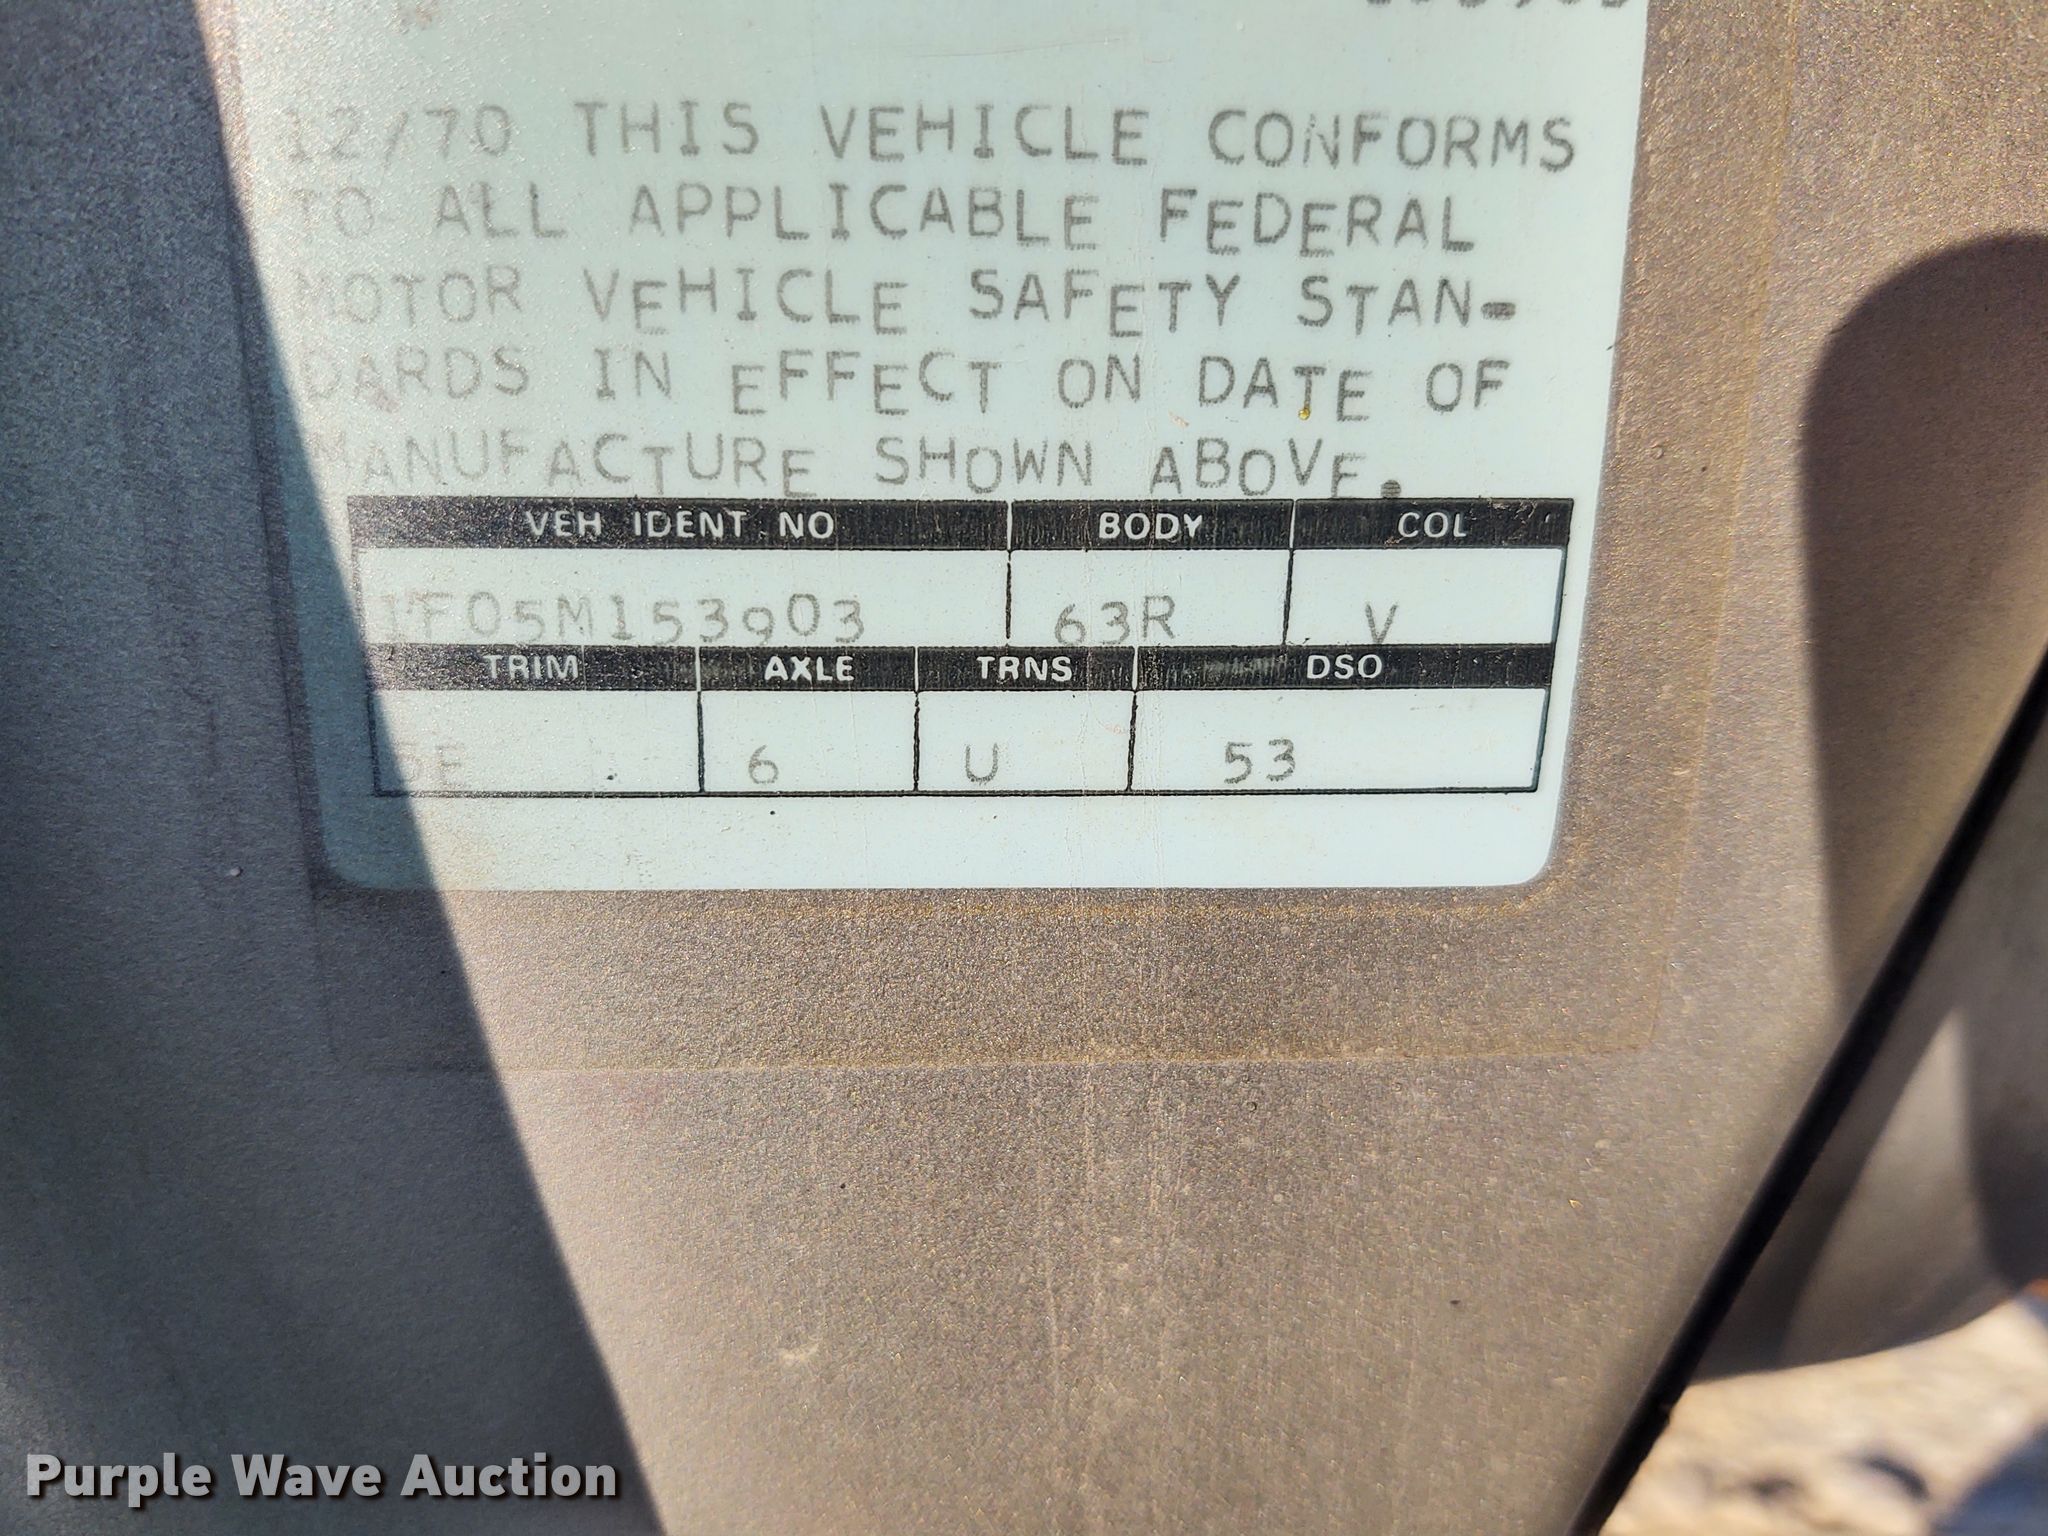 12/70 THIS VEHICLE CONFORMS
TO ALL APPLICABLE FEDERAL
MOTOR VEHICLE SAFETY STAN-
DARDS IN EFFECT ON DATE OF
MANUFACTURE SHOWN ABOVE.
VEH IDENT NO BODY COL
1F05M153903 63R V
TRIM AXLE TRNS DSO
5E 6 U 53
Purple Wave Auction